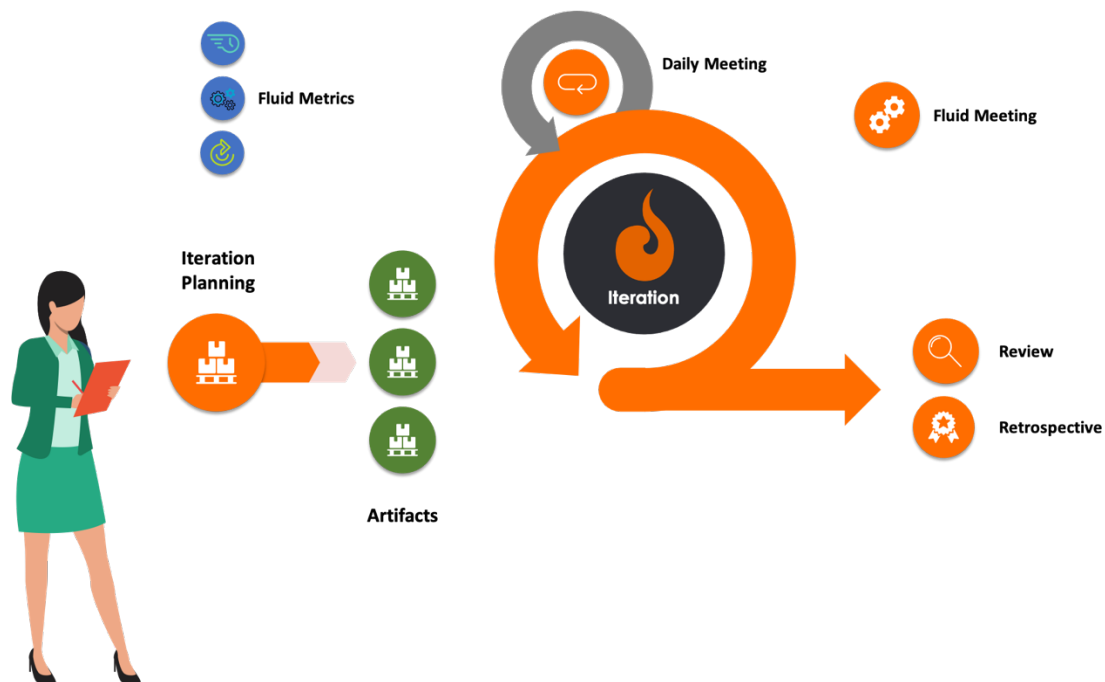 Daily Meeting
Fluid Metrics
Fluid Meeting
Iteration
Planning
Iteration
Review
Retrospective
Artifacts